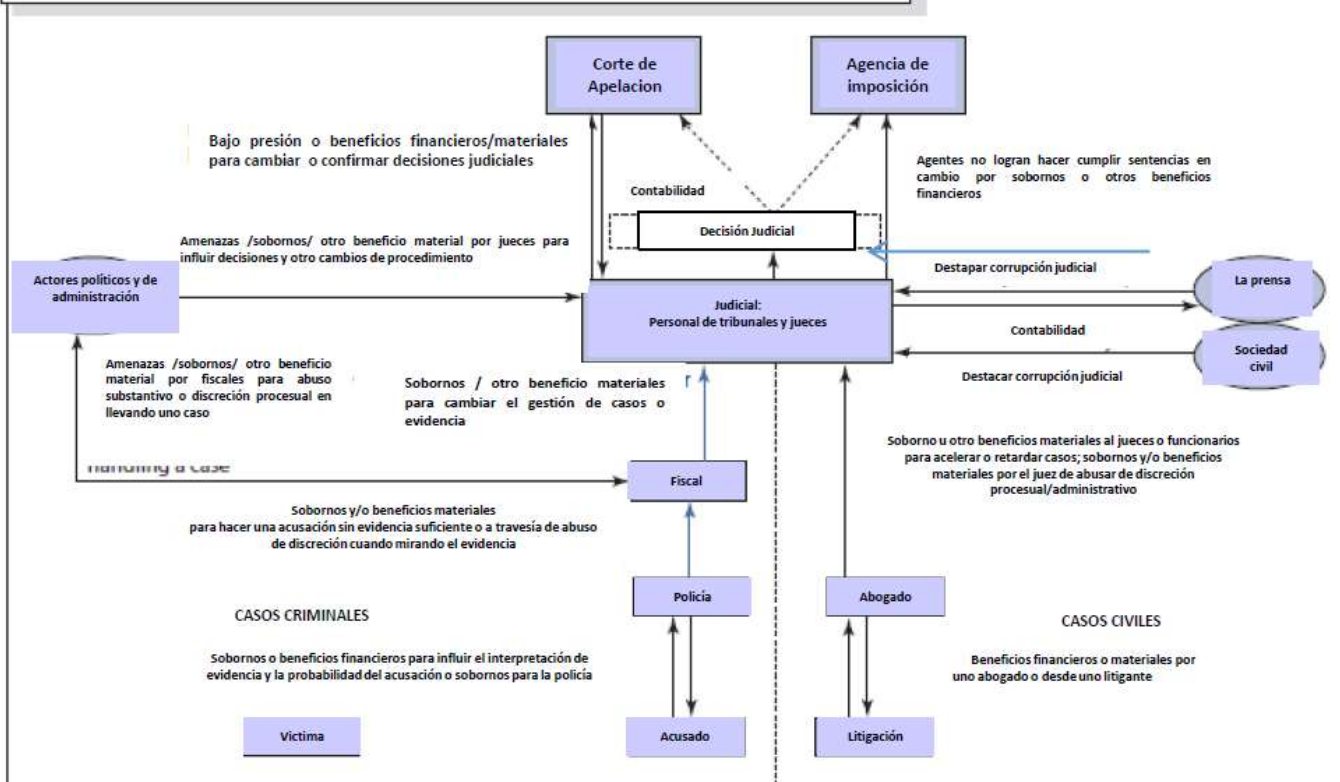 Corte de
Apelacion
Agencia de
imposición
Bajo presión o beneficios financieros/materiales
para cambiar o confirmar decisiones judiciales
Agentes no logran hacer cumplir sentencias en
cambio por sobornos o otros beneficios
financieros
Contabilidad
Decisión Judicial
Amenazas /sobornos/ otro beneficio material por jueces para
influir decisiones y otro cambios de procedimiento
Destapar corrupción judicial
Actores políticos y de
administración
Judicial:
Personal de tribunales y jueces
La prensa
Contabilidad
Sociedad
civil
Destacar corrupción judicial
Amenazas /sobornos/ otro beneficio
material por fiscales para abuso
substantivo o discreción procesual en
llevando uno caso
Sobornos / otro beneficio materiales
para cambiar el gestión de casos o
evidencia
Soborno u otro beneficios materiales al jueces o funcionarios
para acelerar o retardar casos; sobornos y/o beneficios
materiales por el juez de abusar de discreción
procesual/administrativo
handling a case
Fiscal
Sobornos y/o beneficios materiales
para hacer una acusación sin evidencia suficiente o a travesía de abuso
de discreción cuando mirando el evidencia
Policía
Abogado
CASOS CRIMINALES
CASOS CIVILES
Sobornos o beneficios financieros para influir el interpretación de
evidencia y la probabilidad del acusación o sobornos para la policía
Beneficios financieros o materiales por
uno abogado o desde uno litigante
Victima
Acusado
Litigación